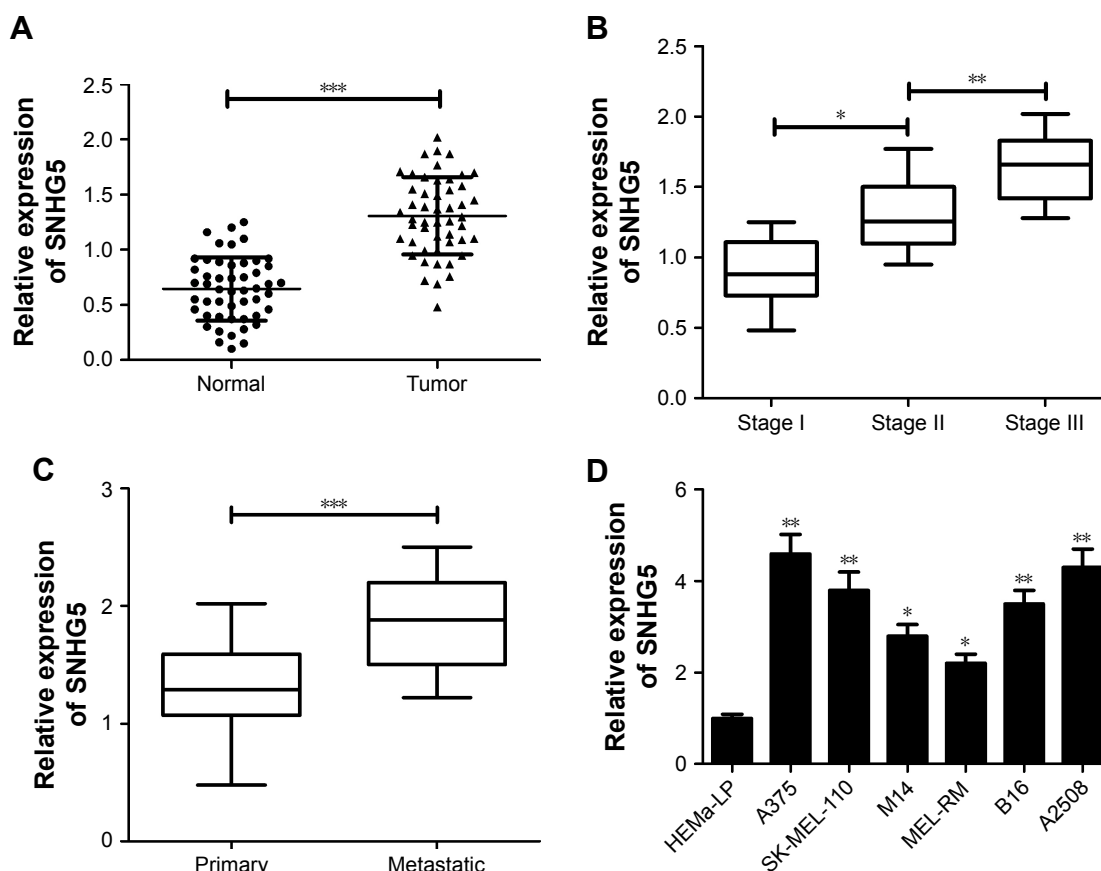 A
Relative expression
of SNHG5
2.5
2.0
1.5
1.0
0.5
0.0
***
Normal
Tumor
B
Relative expression
of SNHG5
2.5
2.0
1.5
1.0
0.5
0.0
*
**
Stage I
Stage II
Stage III
C
Relative expression
of SNHG5
3
2
1
0
***
Primary
Metastatic
D
Relative expression
of SNHG5
6
4
2
0
**
**
*
*
**
**
HEMa-LP
A375
SK-MEL-110
M14
MEL-RM
B16
A2508